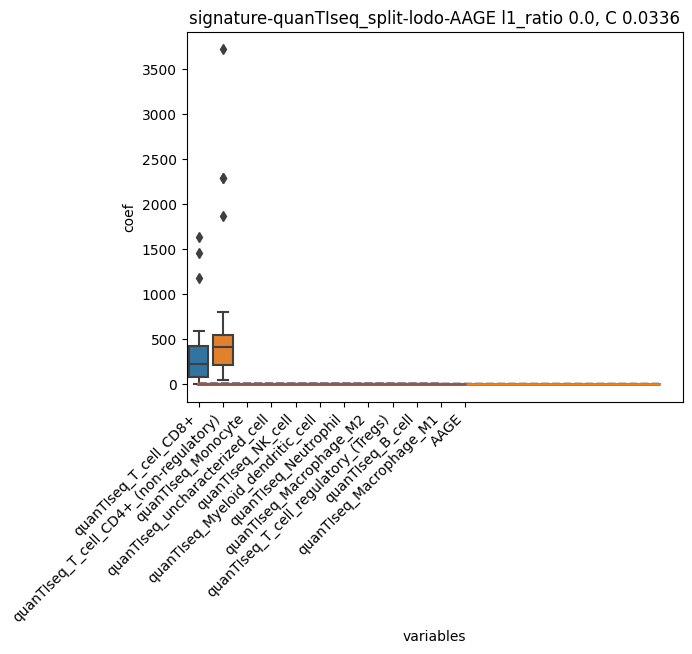 signature-quanTIseq_split-lodo-AAGE l1_ratio 0.0, C 0.0336
3500
3000
2500
2000
1500
1000
500
0
coef
quanTIseq_T_cell_CD8+
quanTIseq_T_cell_CD4+_(non-regulatory)
quanTIseq_Monocyte
quanTIseq_uncharacterized_cell
quanTIseq_NK_cell
quanTIseq_Myeloid_dendritic_cell
quanTIseq_Neutrophil
quanTIseq_Macrophage_M2
quanTIseq_T_cell_regulatory_(Tregs)
quanTIseq_B_cell
quanTIseq_Macrophage_M1
AAGE
variables